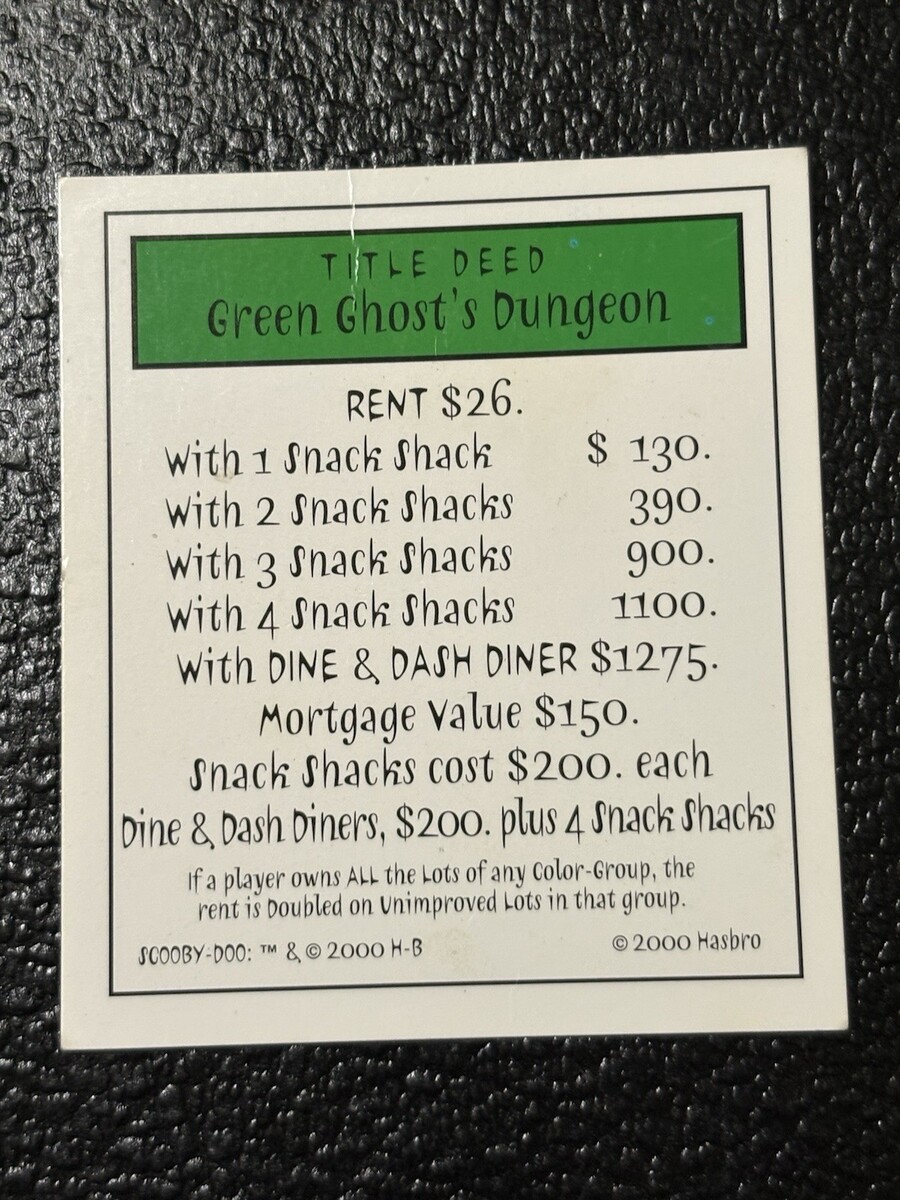 TITLE DEED
Green Ghost's Dungeon
RENT $26.
With 1 Snack Shack $ 130.
With 2 Snack Shacks 390.
With 3 Snack Shacks 900.
With 4 Snack Shacks 1100.
With DINE & DASH DINER $1275.
Mortgage Value $150.
Snack Shacks cost $200. each
Dine & Dash Diners, $200. plus 4 Snack Shacks
If a player owns ALL the Lots of any Color-Group, the
rent is Doubled on Unimproved Lots in that group.
SCOOBY-DOO: ™ & © 2000 H-B © 2000 Hasbro